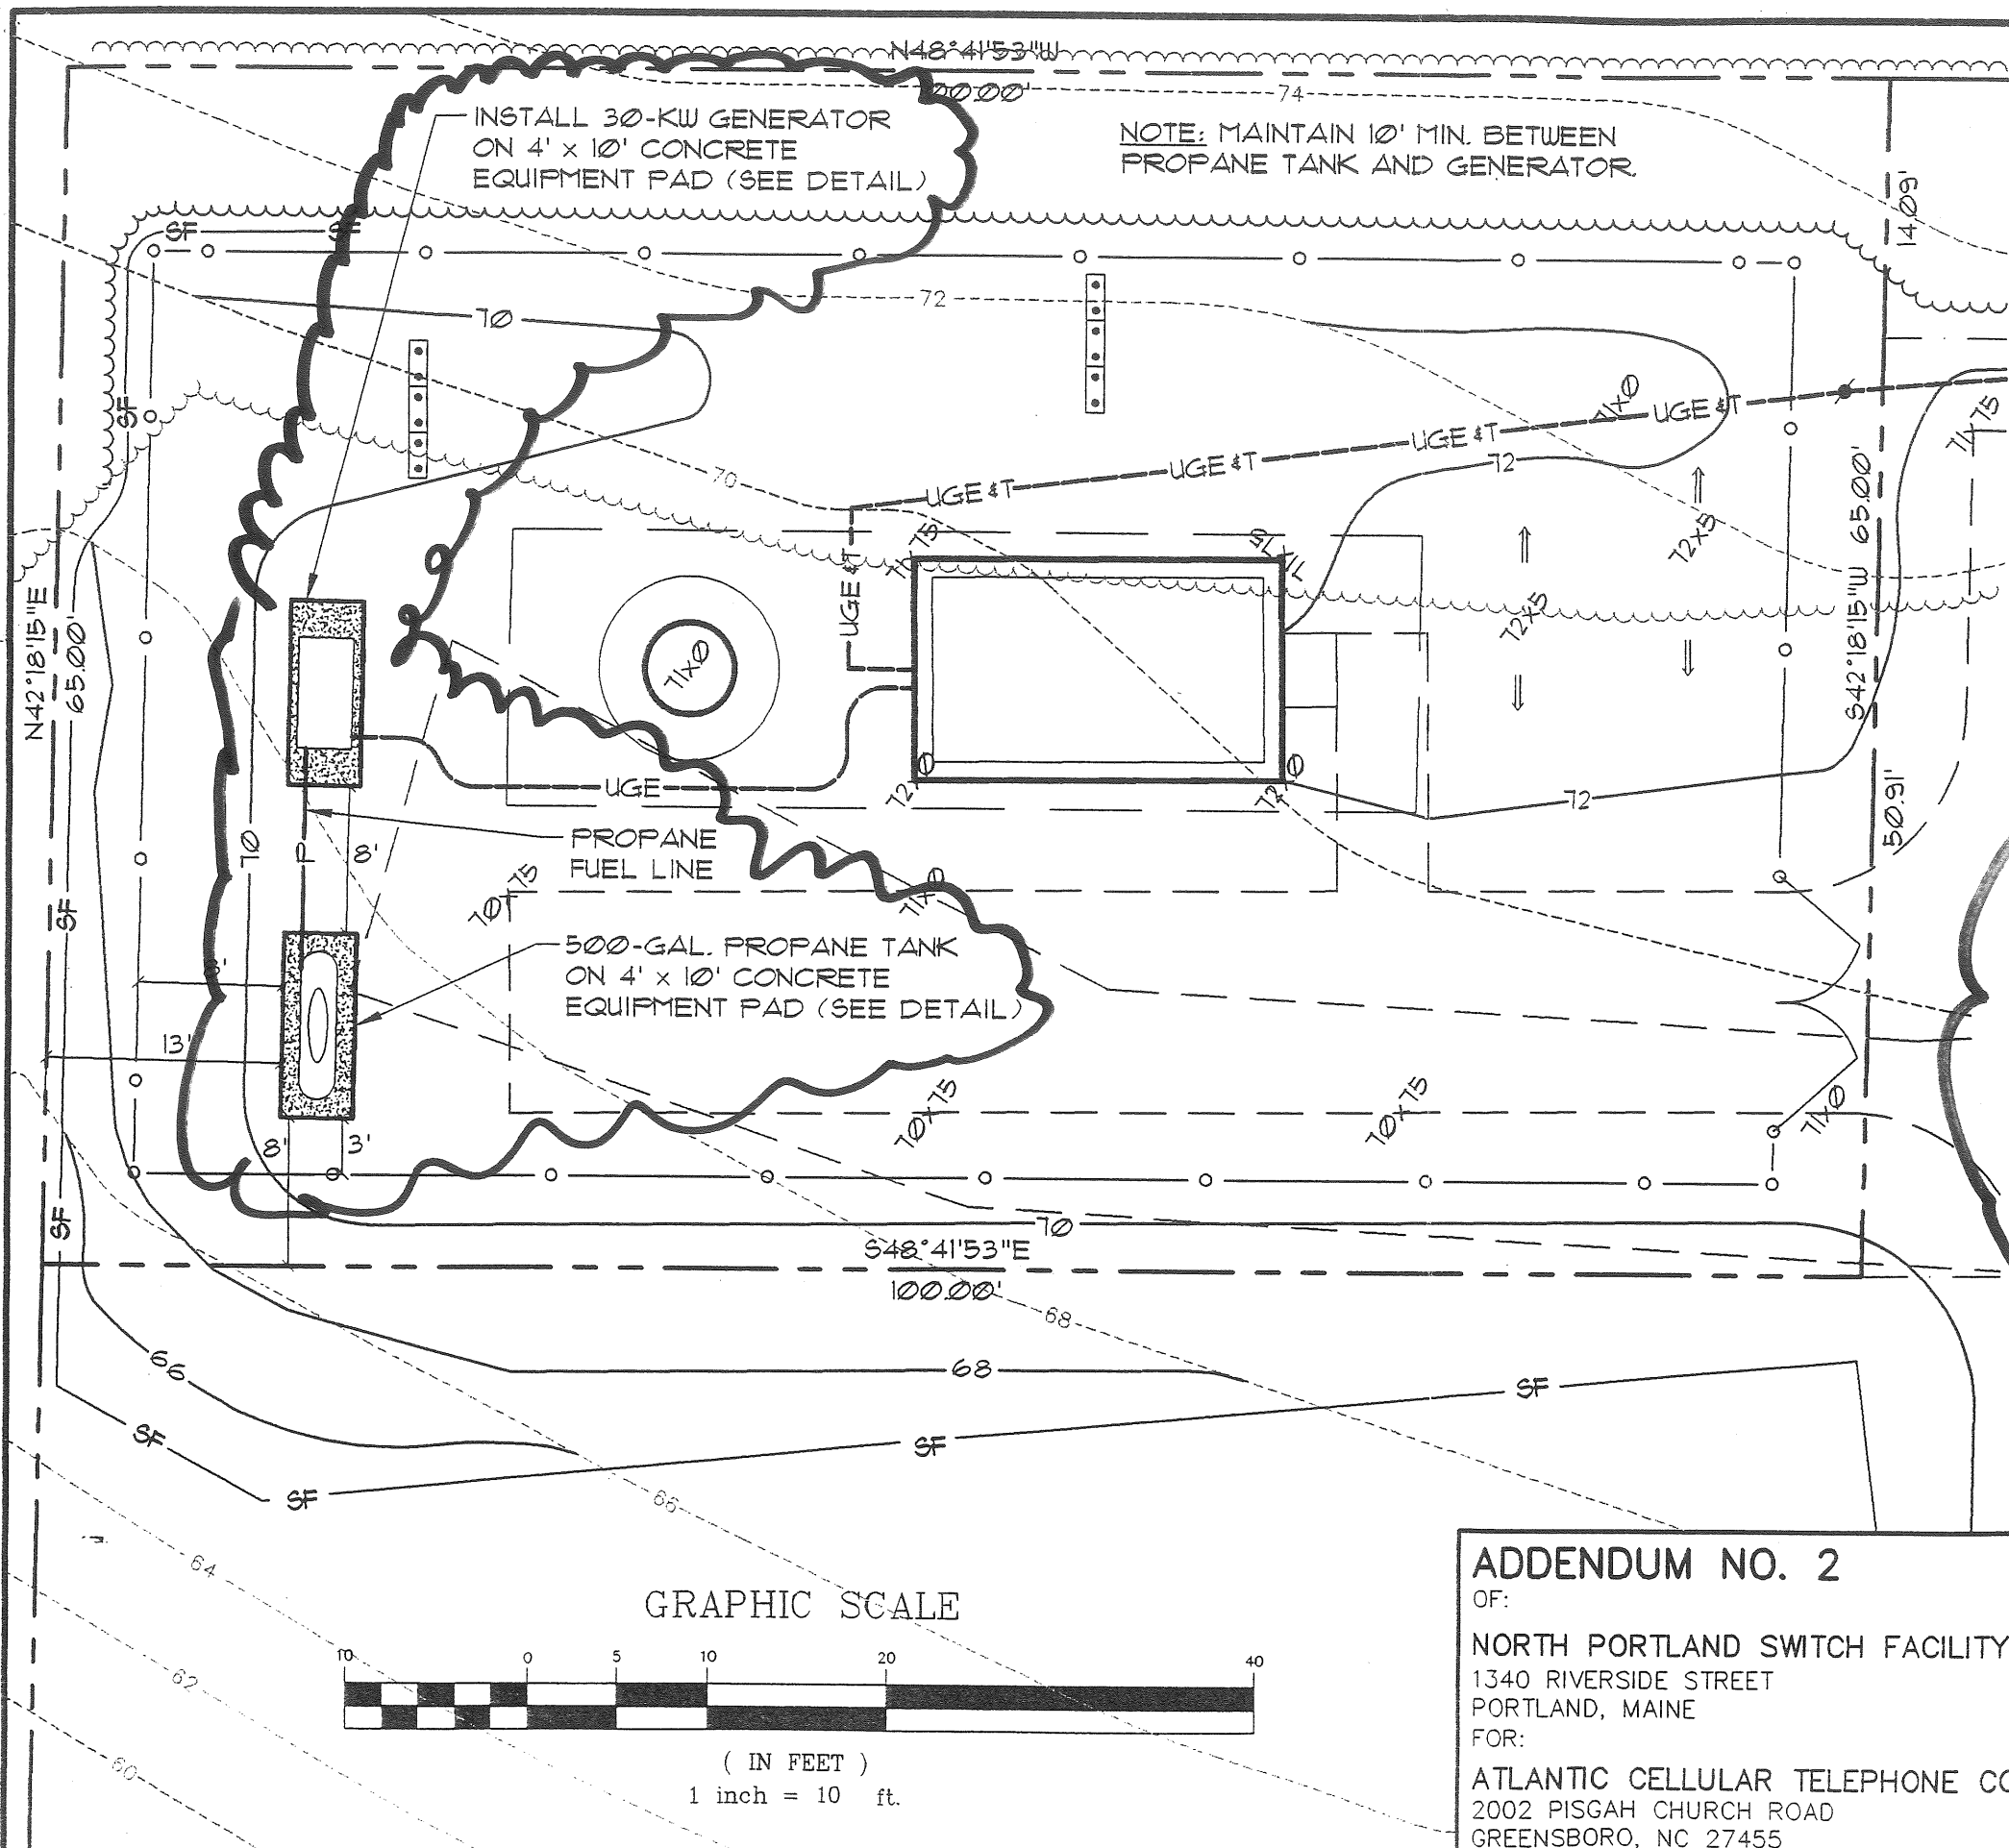 N48°41'53"W
100.00'
74
INSTALL 30-KW GENERATOR
ON 4' x 10' CONCRETE
EQUIPMENT PAD (SEE DETAIL)
NOTE: MAINTAIN 10' MIN. BETWEEN
PROPANE TANK AND GENERATOR.
14.09'
SF
SF
SF
72
70
70
71x0
UGE&T
UGE&T
UGE&T
UGE&T
UGE&T
72
71x75
71x75
71x75
72x5
72x5
N42°18'15"E
65.00'
S42°18'15"W 65.00'
71x0
72x0
72x0
72
50.91'
UGE
PROPANE
FUEL LINE
70
P
8'
70x75
71x0
500-GAL. PROPANE TANK
ON 4' x 10' CONCRETE
EQUIPMENT PAD (SEE DETAIL)
SF
13'
8'
3'
70x75
70x75
71x0
SF
70
S48°41'53"E
100.00'
68
66
68
SF
SF
SF
SF
66
64
62
60
GRAPHIC SCALE
10 0 5 10 20 40
( IN FEET )
1 inch = 10 ft.
ADDENDUM NO. 2
OF:
NORTH PORTLAND SWITCH FACILITY
1340 RIVERSIDE STREET
PORTLAND, MAINE
FOR:
ATLANTIC CELLULAR TELEPHONE CO
2002 PISGAH CHURCH ROAD
GREENSBORO, NC 27455